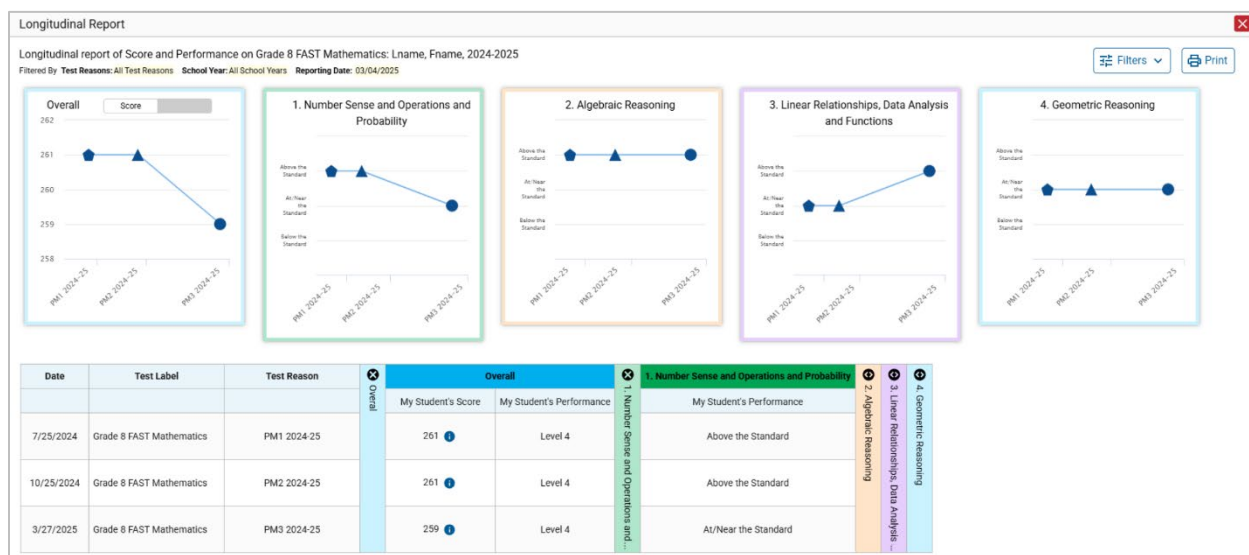 Longitudinal Report
Longitudinal report of Score and Performance on Grade 8 FAST Mathematics: Lname, Fname, 2024-2025
Filtered By Test Reasons: All Test Reasons School Year: All School Years Reporting Date: 03/04/2025
Filters
Print
Overall
Score
262
261
260
259
258
PM1 2024-25
PM2 2024-25
PM3 2024-25
1. Number Sense and Operations and
Probability
Above the
Standard
At/Near
the
Standard
Below the
Standard
PM1 2024-25
PM2 2024-25
PM3 2024-25
2. Algebraic Reasoning
Above the
Standard
At/Near
the
Standard
Below the
Standard
PM1 2024-25
PM2 2024-25
PM3 2024-25
3. Linear Relationships, Data Analysis
and Functions
Above the
Standard
At/Near
the
Standard
Below the
Standard
PM1 2024-25
PM2 2024-25
PM3 2024-25
4. Geometric Reasoning
Above the
Standard
At/Near
the
Standard
Below the
Standard
PM1 2024-25
PM2 2024-25
PM3 2024-25
Date Test Label Test Reason Overall Overall 1. Number Sense and Operations and... 1. Number Sense and Operations and Probability 2. Algebraic Reasoning 3. Linear Relationships, Data Analysis ... 4. Geometric Reasoning
My Student's Score My Student's Performance My Student's Performance
7/25/2024 Grade 8 FAST Mathematics PM1 2024-25 261 Level 4 Above the Standard
10/25/2024 Grade 8 FAST Mathematics PM2 2024-25 261 Level 4 Above the Standard
3/27/2025 Grade 8 FAST Mathematics PM3 2024-25 259 Level 4 At/Near the Standard